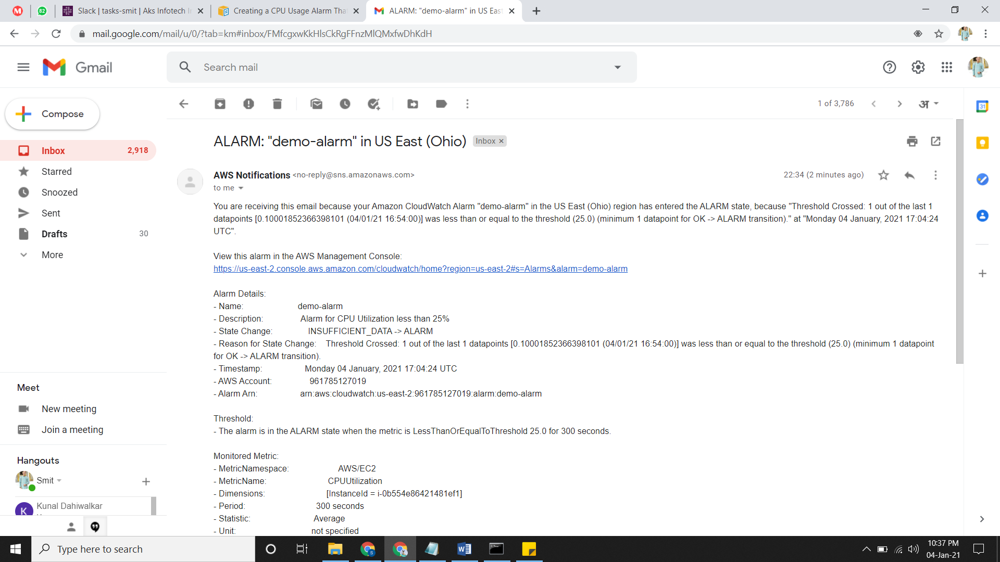 Slack | tasks-smit | Aks Infotech I
Creating a CPU Usage Alarm Tha
ALARM: "demo-alarm" in US East
82
mail.google.com/mail/u/0/?tab=km#inbox/FMfcgxwKkHlsCkRgFFnzMlQMxfwDhKdH
Gmail
Search mail
Compose
1 of 3,786
अ
31
Inbox 2,918
Starred
Snoozed
Sent
Drafts 30
More
Meet
New meeting
Join a meeting
Hangouts
Smit
K
Kunal Dahiwalkar
ALARM: "demo-alarm" in US East (Ohio) Inbox
AWS Notifications <no-reply@sns.amazonaws.com> 22:34 (2 minutes ago)
to me
You are receiving this email because your Amazon CloudWatch Alarm "demo-alarm" in the US East (Ohio) region has entered the ALARM state, because "Threshold Crossed: 1 out of the last 1
datapoints [0.10001852366398101 (04/01/21 16:54:00)] was less than or equal to the threshold (25.0) (minimum 1 datapoint for OK -> ALARM transition)." at "Monday 04 January, 2021 17:04:24
UTC".
View this alarm in the AWS Management Console:
https://us-east-2.console.aws.amazon.com/cloudwatch/home?region=us-east-2#s=Alarms&alarm=demo-alarm
Alarm Details:
- Name: demo-alarm
- Description: Alarm for CPU Utilization less than 25%
- State Change: INSUFFICIENT_DATA -> ALARM
- Reason for State Change: Threshold Crossed: 1 out of the last 1 datapoints [0.10001852366398101 (04/01/21 16:54:00)] was less than or equal to the threshold (25.0) (minimum 1 datapoint
for OK -> ALARM transition).
- Timestamp: Monday 04 January, 2021 17:04:24 UTC
- AWS Account: 961785127019
- Alarm Arn: arn:aws:cloudwatch:us-east-2:961785127019:alarm:demo-alarm
Threshold:
- The alarm is in the ALARM state when the metric is LessThanOrEqualToThreshold 25.0 for 300 seconds.
Monitored Metric:
- MetricNamespace: AWS/EC2
- MetricName: CPUUtilization
- Dimensions: [InstanceId = i-0b554e86421481ef1]
- Period: 300 seconds
- Statistic: Average
- Unit: not specified
Type here to search
10:37 PM
04-Jan-21